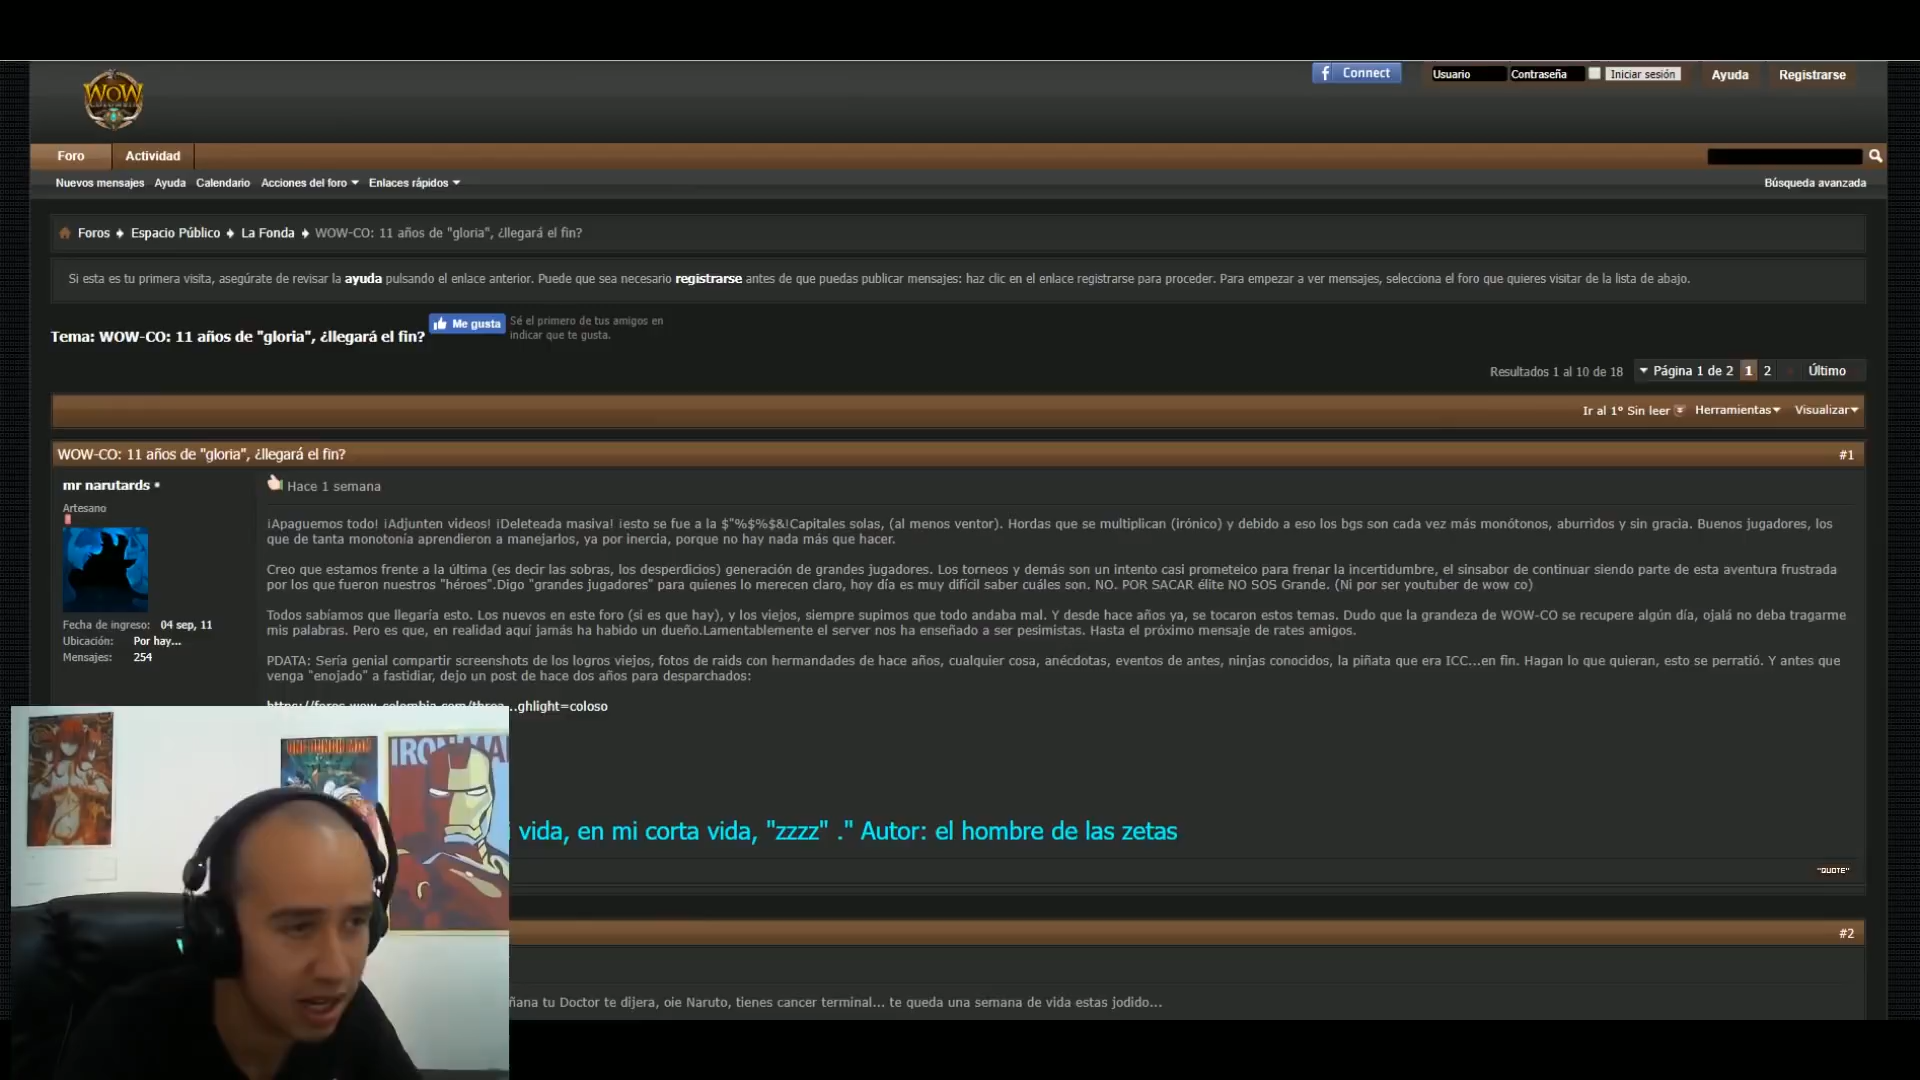 WOW
COLOMBIA
Connect
Usuario
Contraseña
Iniciar sesión
Ayuda
Registrarse
Foro
Actividad
Nuevos mensajes
Ayuda
Calendario
Acciones del foro
Enlaces rápidos
Búsqueda avanzada
Foros
Espacio Público
La Fonda
WOW-CO: 11 años de "gloria", ¿llegará el fin?
Si esta es tu primera visita, asegúrate de revisar la ayuda pulsando el enlace anterior. Puede que sea necesario registrarse antes de que puedas publicar mensajes: haz clic en el enlace registrarse para proceder. Para empezar a ver mensajes, selecciona el foro que quieres visitar de la lista de abajo.
Tema: WOW-CO: 11 años de "gloria", ¿llegará el fin?
Me gusta
Sé el primero de tus amigos en
indicar que te gusta.
Resultados 1 al 10 de 18
Página 1 de 2
1
2
Último
Ir al 1° Sin leer
Herramientas
Visualizar
WOW-CO: 11 años de "gloria", ¿llegará el fin?
#1
mr narutards
Artesano
Fecha de ingreso: 04 sep, 11
Ubicación: Por hay...
Mensajes: 254
Hace 1 semana
¡Apaguemos todo! ¡Adjunten videos! ¡Deleteada masiva! ¡esto se fue a la $"%$%$&!Capitales solas, (al menos ventor). Hordas que se multiplican (irónico) y debido a eso los bgs son cada vez más monótonos, aburridos y sin gracia. Buenos jugadores, los
que de tanta monotonía aprendieron a manejarlos, ya por inercia, porque no hay nada más que hacer.
Creo que estamos frente a la última (es decir las sobras, los desperdicios) generación de grandes jugadores. Los torneos y demás son un intento casi prometeico para frenar la incertidumbre, el sinsabor de continuar siendo parte de esta aventura frustrada
por los que fueron nuestros "héroes".Digo "grandes jugadores" para quienes lo merecen claro, hoy día es muy difícil saber cuáles son. NO. POR SACAR élite NO SOS Grande. (Ni por ser youtuber de wow co)
Todos sabíamos que llegaría esto. Los nuevos en este foro (si es que hay), y los viejos, siempre supimos que todo andaba mal. Y desde hace años ya, se tocaron estos temas. Dudo que la grandeza de WOW-CO se recupere algún día, ojalá no deba tragarme
mis palabras. Pero es que, en realidad aquí jamás ha habido un dueño.Lamentablemente el server nos ha enseñado a ser pesimistas. Hasta el próximo mensaje de rates amigos.
PDATA: Sería genial compartir screenshots de los logros viejos, fotos de raids con hermandades de hace años, cualquier cosa, anécdotas, eventos de antes, ninjas conocidos, la piñata que era ICC...en fin. Hagan lo que quieran, esto se perratió. Y antes que
venga "enojado" a fastidiar, dejo un post de hace dos años para desparchados:
https://foros.wow-colombia.com/threa...ghlight=coloso
vida, en mi corta vida, "zzzz" ." Autor: el hombre de las zetas
"QUOTE"
#2
ñana tu Doctor te dijera, oie Naruto, tienes cancer terminal... te queda una semana de vida estas jodido...